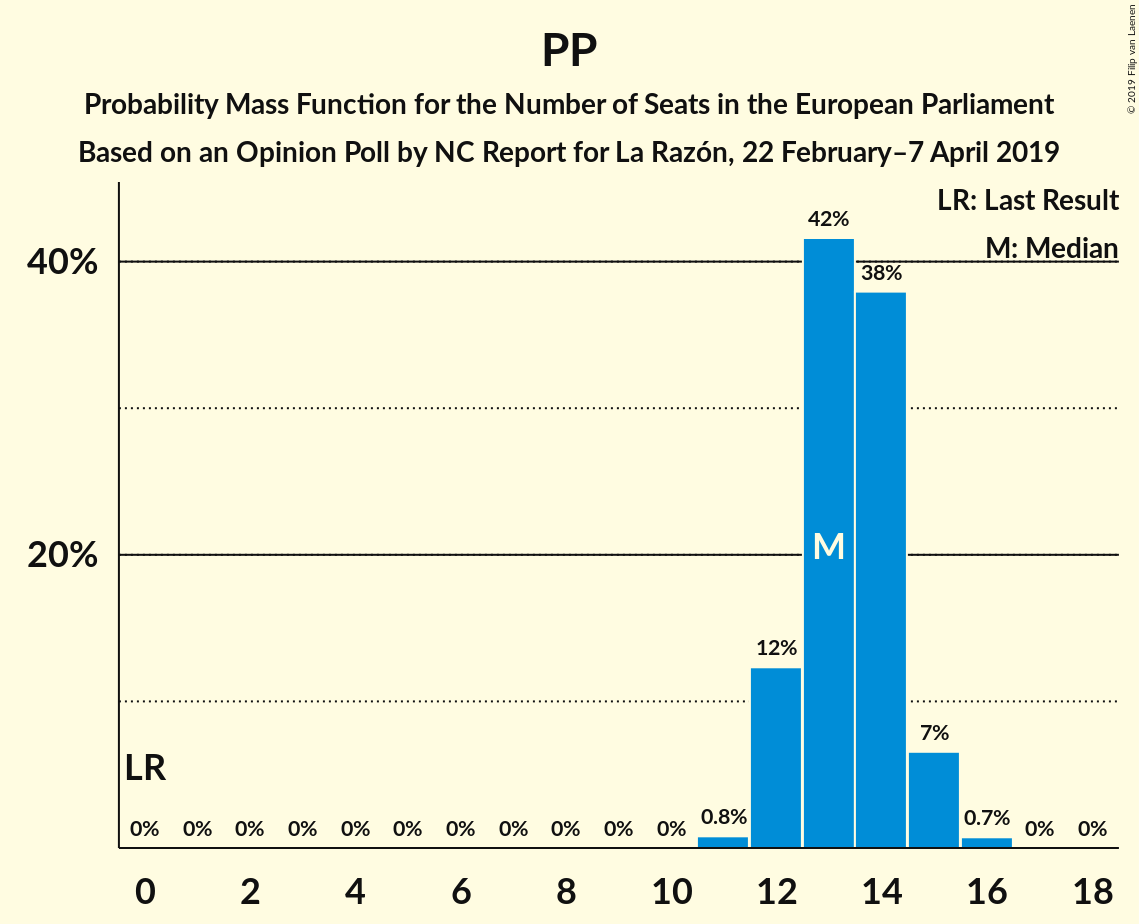 PP
Probability Mass Function for the Number of Seats in the European Parliament
Based on an Opinion Poll by NC Report for La Razón, 22 February–7 April 2019
© 2019 Filip van Laenen
LR: Last Result
M: Median
40%
20%
42%
38%
M
12%
7%
LR
0% 0% 0% 0% 0% 0% 0% 0% 0% 0% 0% 0.8% 0.7% 0% 0%
0 2 4 6 8 10 12 14 16 18